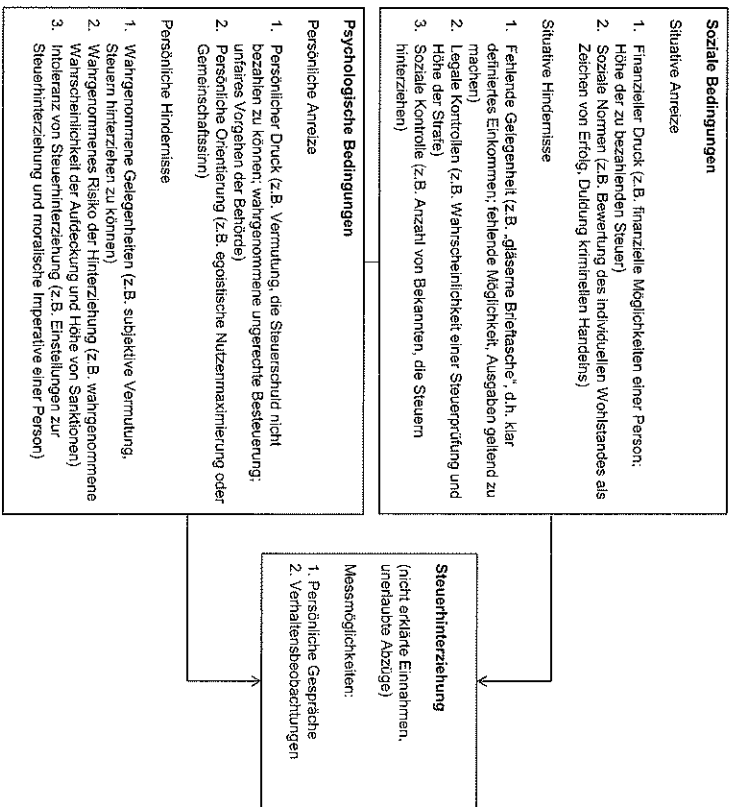 Soziale Bedingungen
Situative Anreize
1. Finanzieller Druck (z.B. finanzielle Möglichkeiten einer Person;
Höhe der zu bezahlenden Steuer)
2. Soziale Normen (z.B. Bewertung des individuellen Wohlstandes als
Zeichen von Erfolg, Duldung kriminellen Handelns)
Situative Hindernisse
1. Fehlende Gelegenheit (z.B. „gläserne Brieftasche“, d.h. klar
definiertes Einkommen; fehlende Möglichkeit, Ausgaben geltend zu
machen)
2. Legale Kontrollen (z.B. Wahrscheinlichkeit einer Steuerprüfung und
Höhe der Strafe)
3. Soziale Kontrolle (z.B. Anzahl von Bekannten, die Steuern
hinterziehen)
Psychologische Bedingungen
Persönliche Anreize
1. Persönlicher Druck (z.B. Vermutung, die Steuerschuld nicht
bezahlen zu können; wahrgenommene ungerechte Besteuerung;
unfaires Vorgehen der Behörde)
2. Persönliche Orientierung (z.B. egoistische Nutzenmaximierung oder
Gemeinschaftssinn)
Persönliche Hindernisse
1. Wahrgenommene Gelegenheiten (z.B. subjektive Vermutung,
Steuern hinterziehen zu können)
2. Wahrgenommenes Risiko der Hinterziehung (z.B. wahrgenommene
Wahrscheinlichkeit der Aufdeckung und Höhe von Sanktionen)
3. Intoleranz von Steuerhinterziehung (z.B. Einstellungen zur
Steuerhinterziehung und moralische Imperative einer Person)
Steuerhinterziehung
(nicht erklärte Einnahmen,
unerlaubte Abzüge)
Messmöglichkeiten:
1. Persönliche Gespräche
2. Verhaltensbeobachtungen